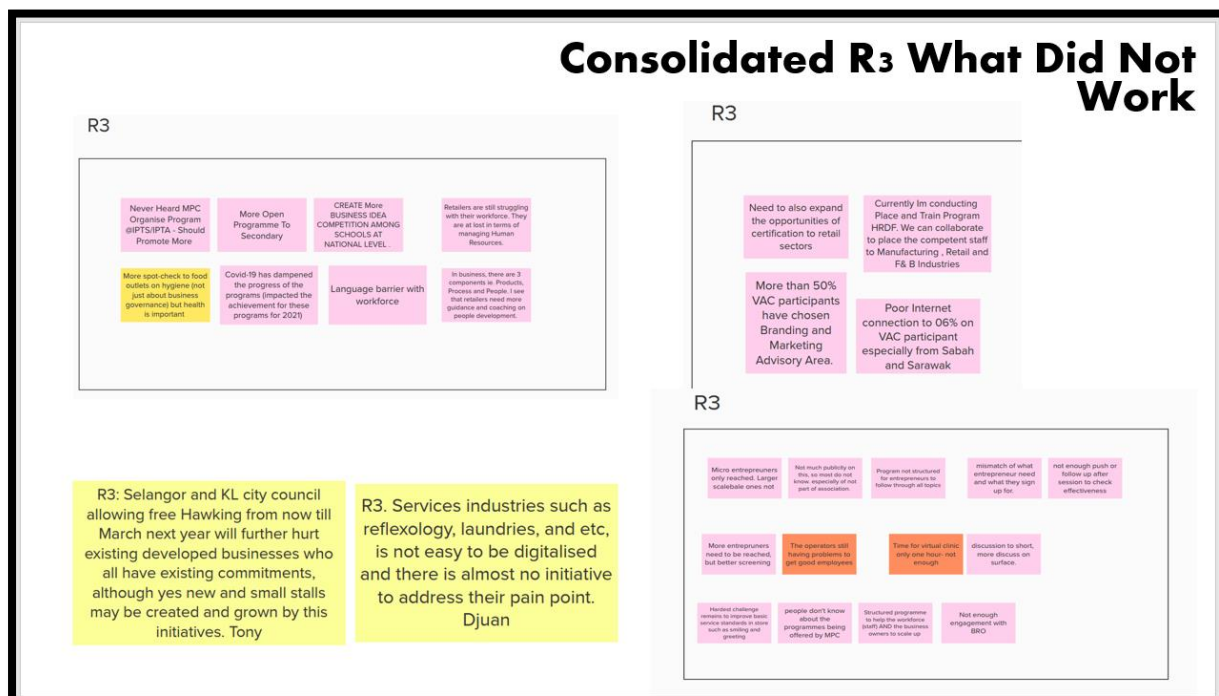 Consolidated R3 What Did Not
Work
R3
Never Heard MPC
Organise Program
@IPTS/IPTA - Should
Promote More
More Open
Programme To
Secondary
CREATE More
BUSINESS IDEA
COMPETITION AMONG
SCHOOLS AT
NATIONAL LEVEL .
Retailers are still struggling
with their workforce. They
are at lost in terms of
managing Human
Resources.
More spot-check to food
outlets on hygiene (not
just about business
governance) but health
is important
Covid-19 has dampened
the progress of the
programs (impacted the
achievement for these
programs for 2021)
Language barrier with
workforce
In business, there are 3
components ie. Products,
Process and People. I see
that retailers need more
guidance and coaching on
people development.
R3
Need to also expand
the opportunities of
certification to retail
sectors
Currently Im conducting
Place and Train Program
HRDF. We can collaborate
to place the competent staff
to Manufacturing , Retail and
F& B Industries
More than 50%
VAC participants
have chosen
Branding and
Marketing
Advisory Area.
Poor Internet
connection to 06% on
VAC participant
especially from Sabah
and Sarawak
R3: Selangor and KL city council
allowing free Hawking from now till
March next year will further hurt
existing developed businesses who
all have existing commitments,
although yes new and small stalls
may be created and grown by this
initiatives. Tony
R3. Services industries such as
reflexology, laundries, and etc,
is not easy to be digitalised
and there is almost no initiative
to address their pain point.
Djuan
R3
Micro entrepreuners
only reached. Larger
scalebale ones not
Not much publicity on
this, so most do not
know. especially of not
part of association.
Program not structured
for entrepeuners to
follow through all topics
mismatch of what
entrepreneur need
and what they sign
up for.
not enough push or
follow up after
session to check
effectiveness
More entrepruners
need to be reached,
but better screening
The operators still
having problems to
get good employees
Time for virtual clinic
only one hour- not
enough
discussion to short,
more discuss on
surface.
Hardest challenge
remains to improve basic
service standards in store
such as smiling and
greeting
people don't know
about the
programmes being
offered by MPC
Structured programme
to help the workforce
(staff) AND the business
owners to scale up
Not enough
engagement with
BRO